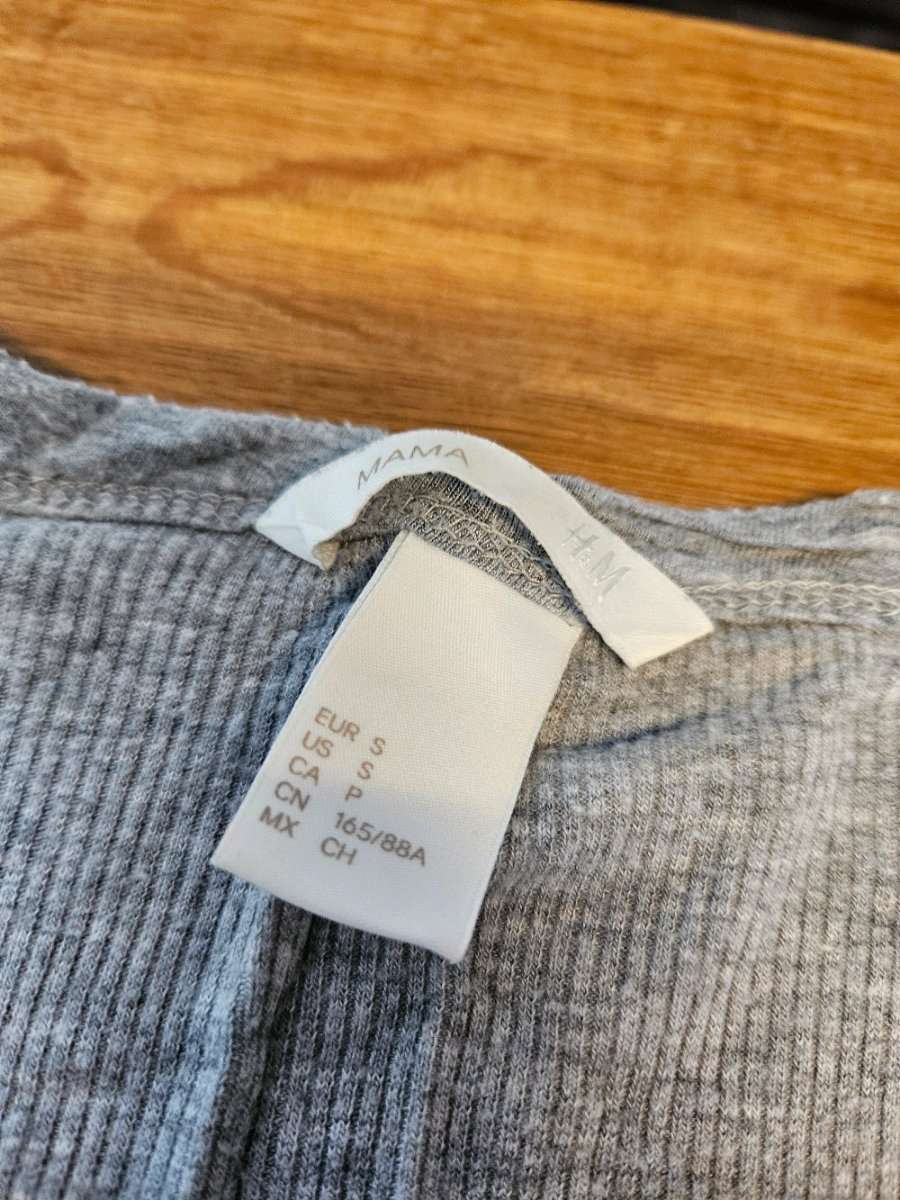 MAMA
H&M
EUR S
US S
CA P
CN 165/88A
MX CH